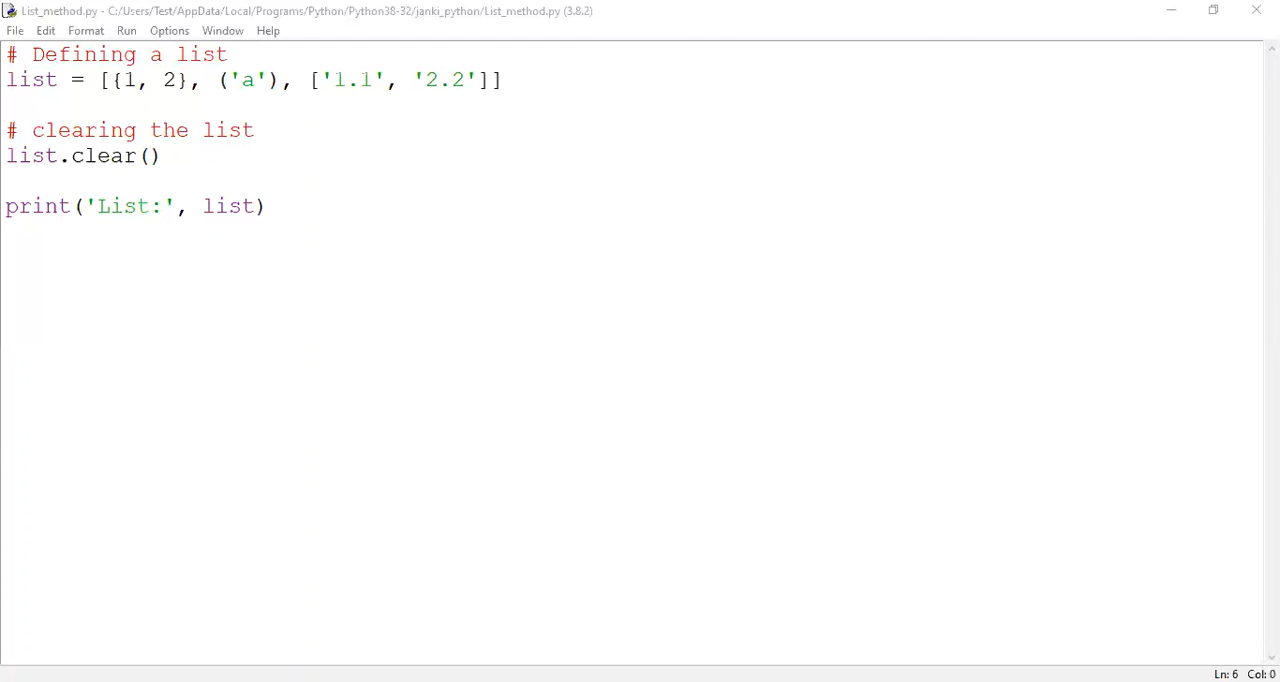 List_method.py - C:/Users/Test/AppData/Local/Programs/Python/Python38-32/janki_python/List_method.py (3.8.2)
File Edit Format Run Options Window Help
# Defining a list
list = [{1, 2}, ('a'), ['1.1', '2.2']]
# clearing the list
list.clear()
print('List:', list)
Ln: 6 Col: 0